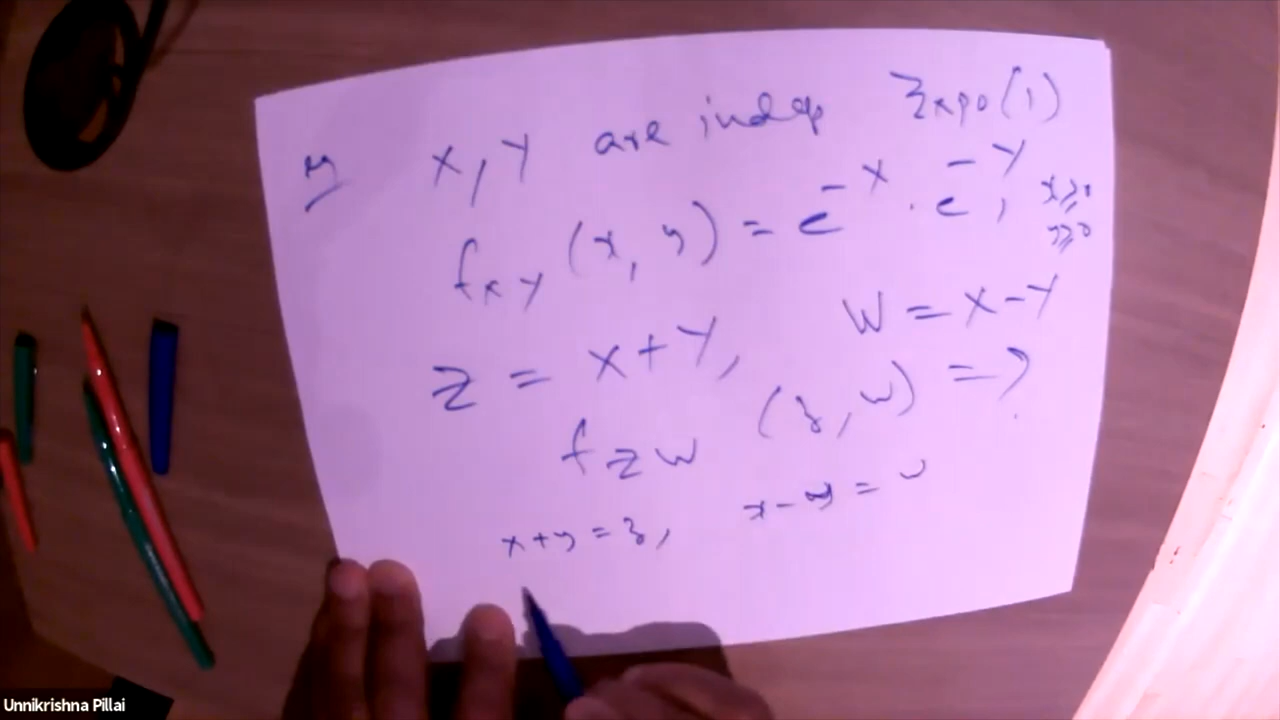 X, Y are indep Expo(1)
f_XY (x, y) = e^-x . e^-y, x≥0
y≥0
Z = X+Y, W = X-Y
f_ZW (z, w) = ?
x+y = z, x-y = w
Unnikrishna Pillai